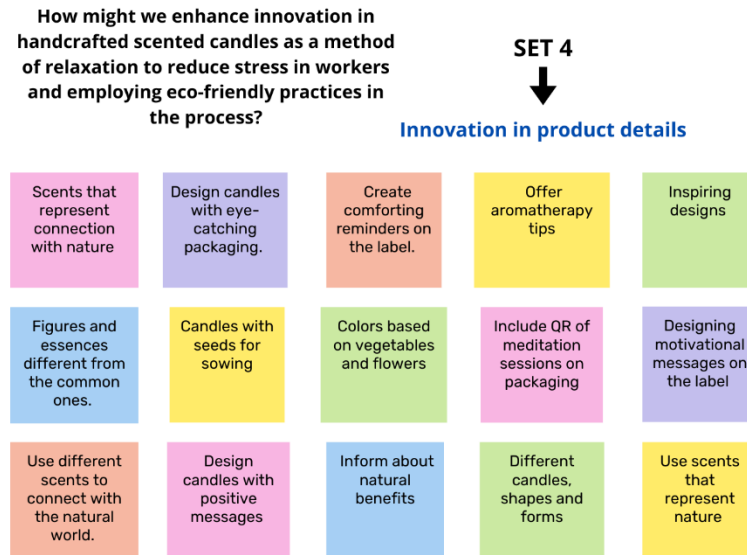 How might we enhance innovation in
handcrafted scented candles as a method
of relaxation to reduce stress in workers
and employing eco-friendly practices in
the process?
SET 4
Innovation in product details
Scents that
represent
connection
with nature
Design candles
with eye-
catching
packaging.
Create
comforting
reminders on
the label.
Offer
aromatherapy
tips
Inspiring
designs
Figures and
essences
different from
the common
ones.
Candles with
seeds for
sowing
Colors based
on vegetables
and flowers
Include QR of
meditation
sessions on
packaging
Designing
motivational
messages on
the label
Use different
scents to
connect with
the natural
world.
Design
candles with
positive
messages
Inform about
natural
benefits
Different
candles,
shapes and
forms
Use scents
that
represent
nature